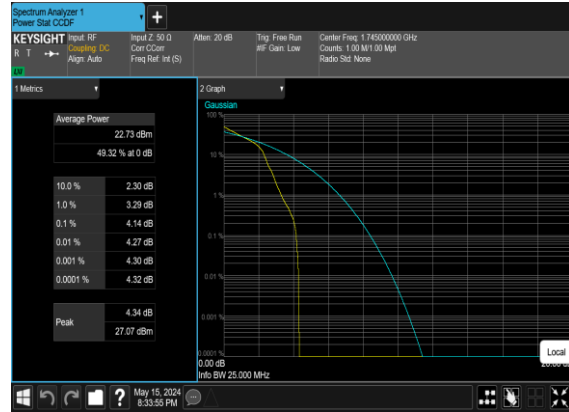 Spectrum Analyzer 1
Power Stat CCDF
KEYSIGHT
R T
LM
Input: RF
Coupling: DC
Align: Auto
Input Z: 50 Ω
Corr CCorr
Freq Ref: Int (S)
Atten: 20 dB
Trig: Free Run
#IF Gain: Low
Center Freq: 1.745000000 GHz
Counts: 1.00 M/1.00 Mpt
Radio Std: None
1 Metrics
Average Power
22.73 dBm
49.32 % at 0 dB
10.0 % 2.30 dB
1.0 % 3.29 dB
0.1 % 4.14 dB
0.01 % 4.27 dB
0.001 % 4.30 dB
0.0001 % 4.32 dB
Peak
4.34 dB
27.07 dBm
2 Graph
Gaussian
100 %
10 %
1 %
0.1 %
0.01 %
0.001 %
0.0001 %
0.00 dB
Info BW 25.000 MHz
Local
?
May 15, 2024
8:33:55 PM